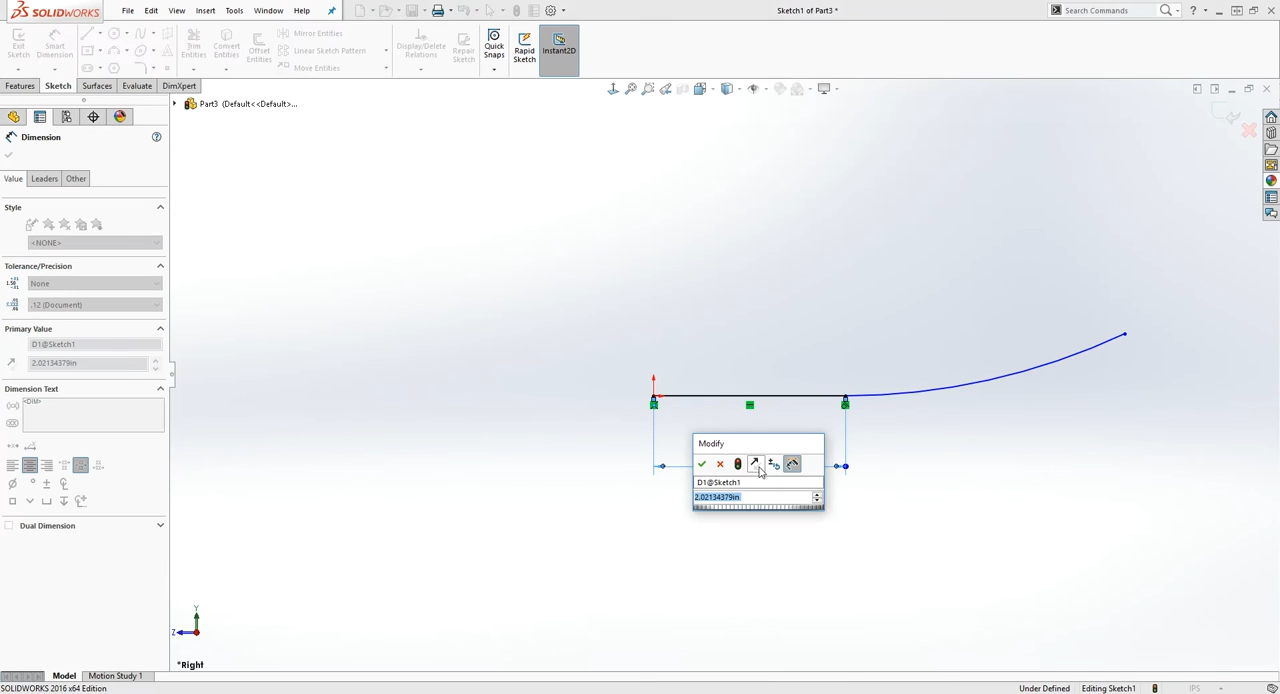 SOLIDWORKS
File
Edit
View
Insert
Tools
Window
Help
Sketch1 of Part3 *
Search Commands
Exit Sketch
Smart Dimension
Trim Entities
Convert Entities
Offset Entities
Mirror Entities
Linear Sketch Pattern
Move Entities
Display/Delete Relations
Repair Sketch
Quick Snaps
Rapid Sketch
Instant2D
Features
Sketch
Surfaces
Evaluate
DimXpert
Part3 (Default<<Default>...
Dimension
Value
Leaders
Other
Style
<NONE>
Tolerance/Precision
None
.12 (Document)
Primary Value
D1@Sketch1
2.02134379in
Dimension Text
<DIM>
Dual Dimension
Modify
D1@Sketch1
2.02134379in
Y
Z
*Right
Model
Motion Study 1
SOLIDWORKS 2016 x64 Edition
Under Defined
Editing Sketch1
IPS